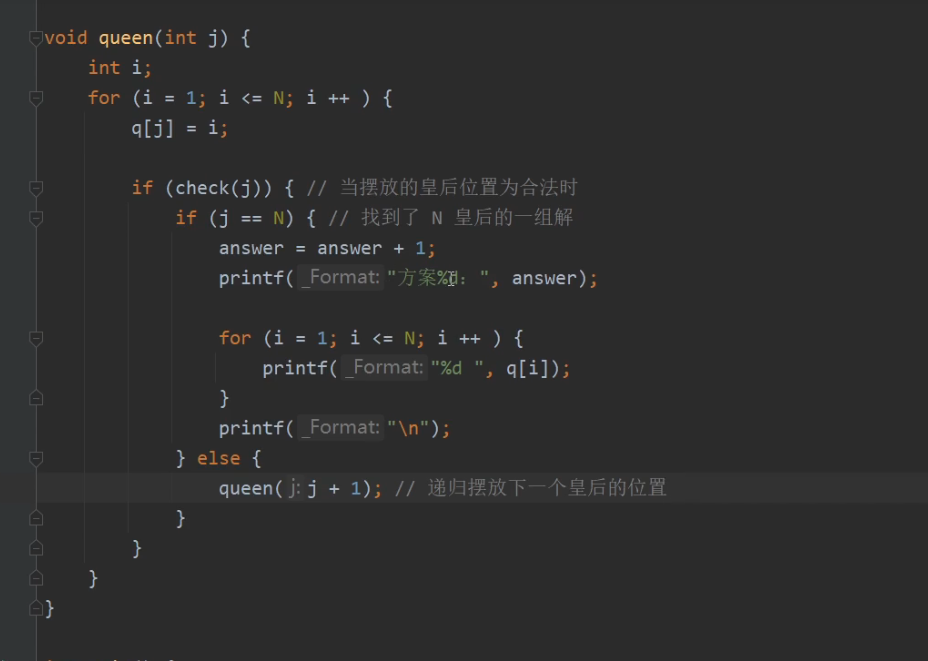 void queen(int j) {
    int i;
    for (i = 1; i <= N; i ++ ) {
        q[j] = i;
        if (check(j)) { // 当摆放的皇后位置为合法时
            if (j == N) { // 找到了 N 皇后的一组解
                answer = answer + 1;
                printf( _Format: "方案%d: ", answer);
                for (i = 1; i <= N; i ++ ) {
                    printf( _Format: "%d ", q[i]);
                }
                printf( _Format: "\n");
            } else {
                queen( j: j + 1); // 递归摆放下一个皇后的位置
            }
        }
    }
}